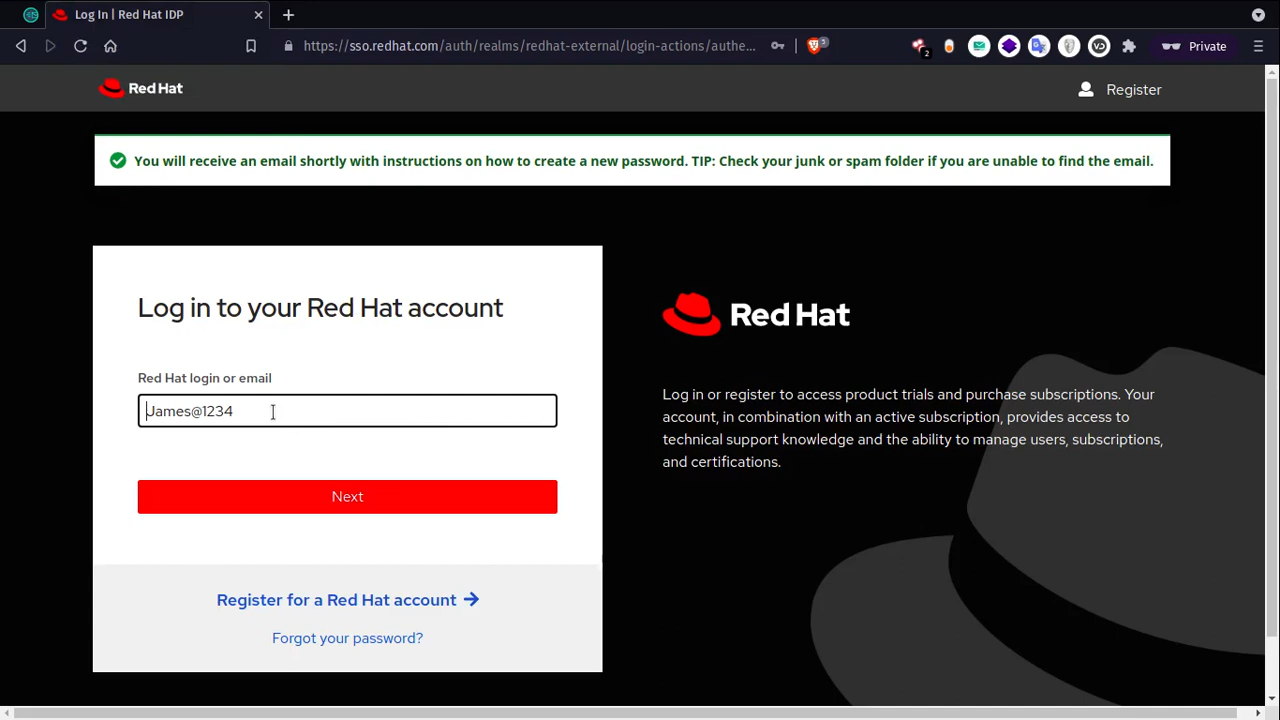 Log In | Red Hat IDP
https://sso.redhat.com/auth/realms/redhat-external/login-actions/authe...
3
2
Private
Red Hat
Register
You will receive an email shortly with instructions on how to create a new password. TIP: Check your junk or spam folder if you are unable to find the email.
Log in to your Red Hat account
Red Hat login or email
James@1234
Next
Register for a Red Hat account
Forgot your password?
Red Hat
Log in or register to access product trials and purchase subscriptions. Your
account, in combination with an active subscription, provides access to
technical support knowledge and the ability to manage users, subscriptions,
and certifications.